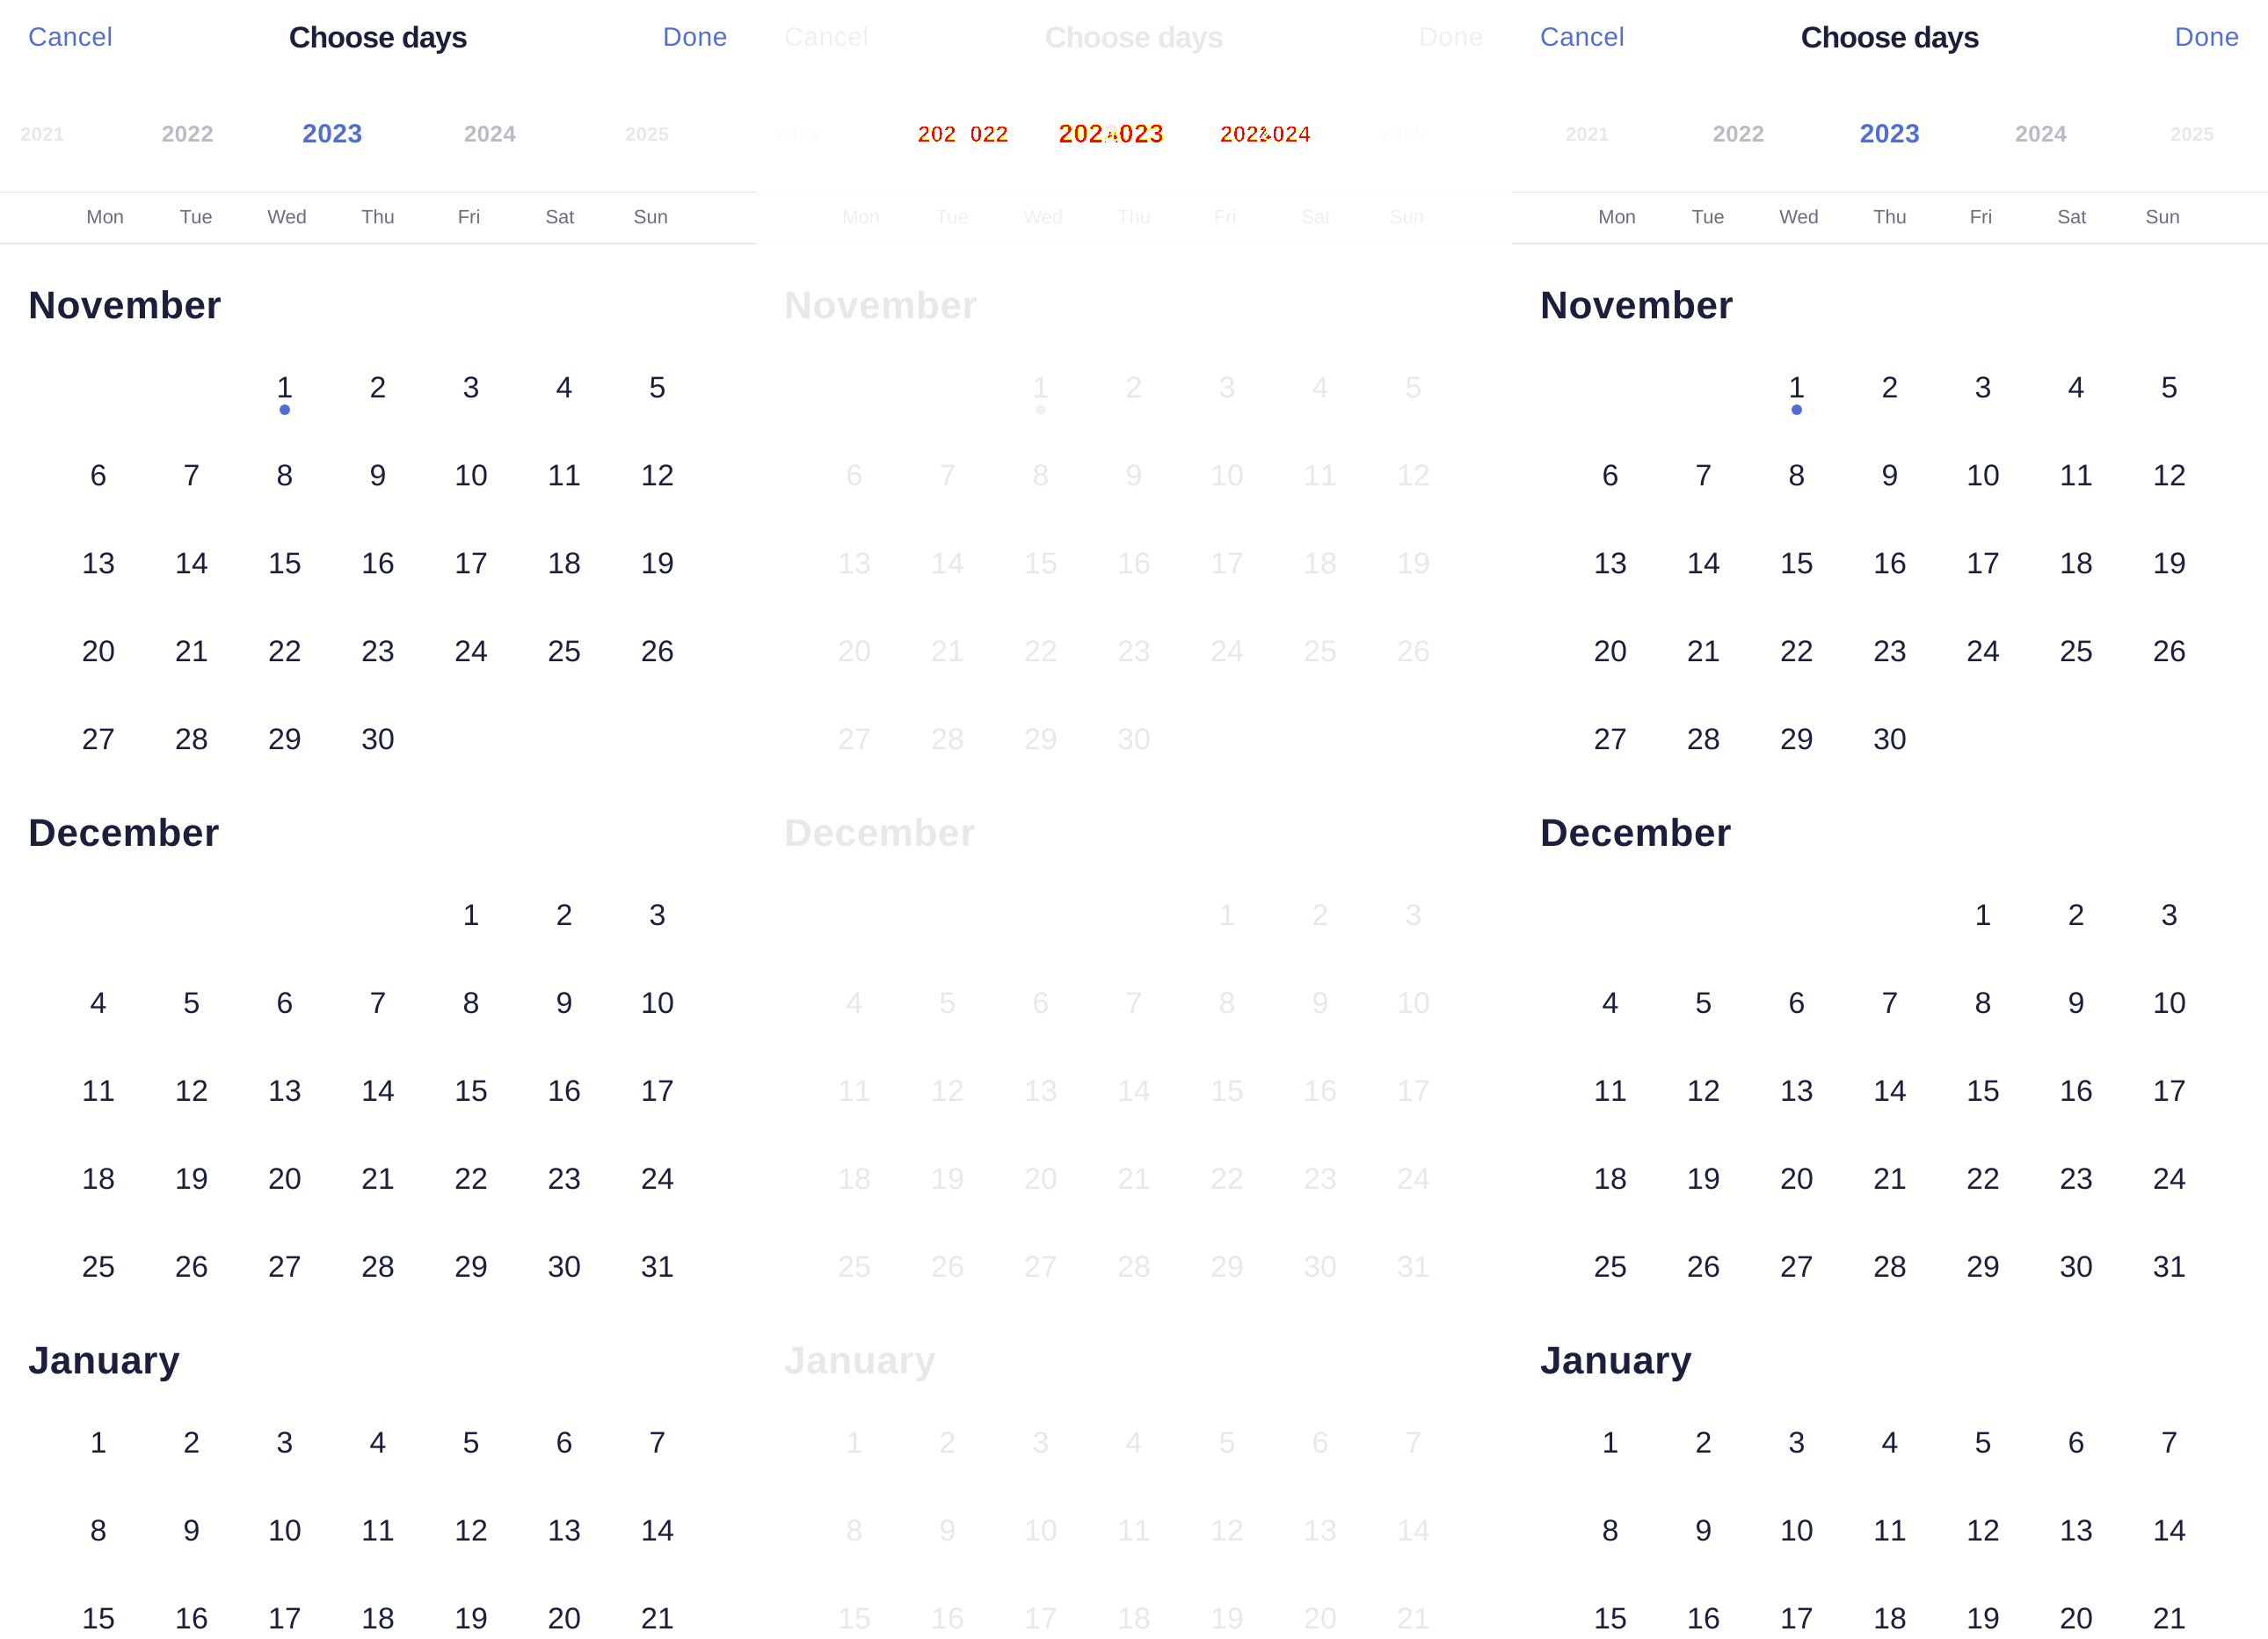 Cancel Choose days Done
2021 2022 2023 2024 2025
Mon Tue Wed Thu Fri Sat Sun
November
1 2 3 4 5
6 7 8 9 10 11 12
13 14 15 16 17 18 19
20 21 22 23 24 25 26
27 28 29 30
December
1 2 3
4 5 6 7 8 9 10
11 12 13 14 15 16 17
18 19 20 21 22 23 24
25 26 27 28 29 30 31
January
1 2 3 4 5 6 7
8 9 10 11 12 13 14
15 16 17 18 19 20 21
Cancel Choose days Done
Mon Tue Wed Thu Fri Sat Sun
November
1 2 3 4 5
6 7 8 9 10 11 12
13 14 15 16 17 18 19
20 21 22 23 24 25 26
27 28 29 30
December
1 2 3
4 5 6 7 8 9 10
11 12 13 14 15 16 17
18 19 20 21 22 23 24
25 26 27 28 29 30 31
January
1 2 3 4 5 6 7
8 9 10 11 12 13 14
15 16 17 18 19 20 21
Cancel Choose days Done
2021 2022 2023 2024 2025
Mon Tue Wed Thu Fri Sat Sun
November
1 2 3 4 5
6 7 8 9 10 11 12
13 14 15 16 17 18 19
20 21 22 23 24 25 26
27 28 29 30
December
1 2 3
4 5 6 7 8 9 10
11 12 13 14 15 16 17
18 19 20 21 22 23 24
25 26 27 28 29 30 31
January
1 2 3 4 5 6 7
8 9 10 11 12 13 14
15 16 17 18 19 20 21